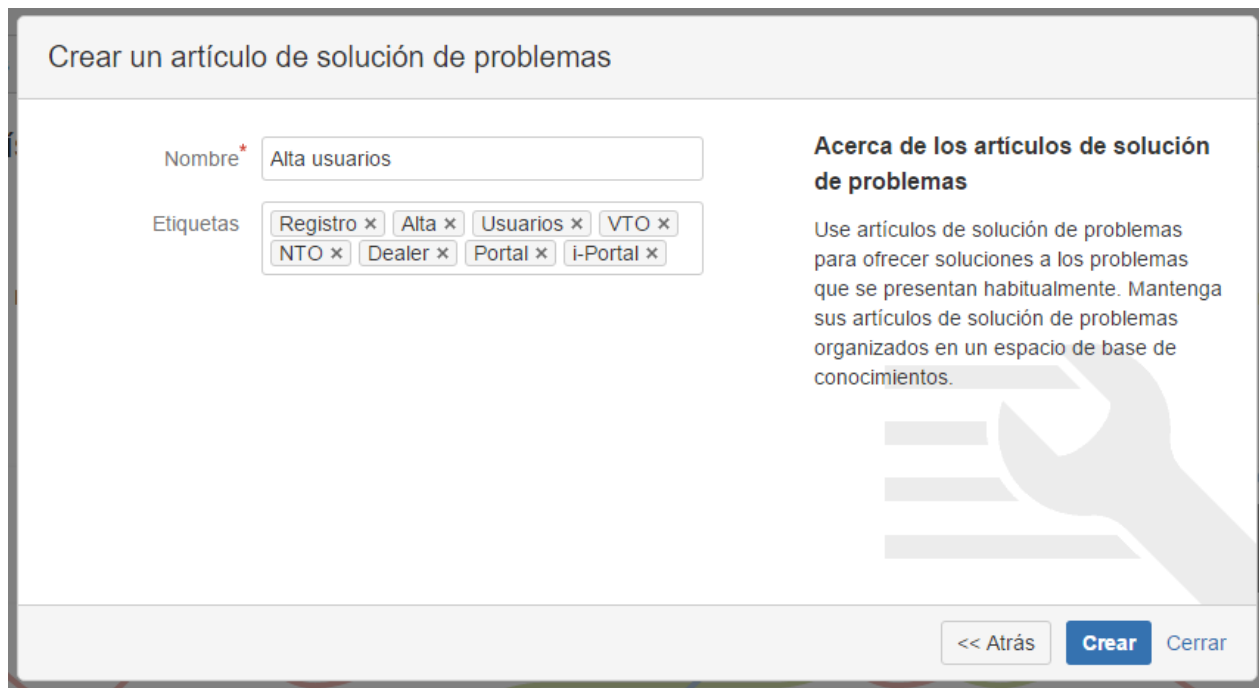 Crear un artículo de solución de problemas
Nombre*
Alta usuarios
Etiquetas
Registro × Alta × Usuarios × VTO ×
NTO × Dealer × Portal × i-Portal ×
Acerca de los artículos de solución
de problemas
Use artículos de solución de problemas
para ofrecer soluciones a los problemas
que se presentan habitualmente. Mantenga
sus artículos de solución de problemas
organizados en un espacio de base de
conocimientos.
<< Atrás
Crear
Cerrar